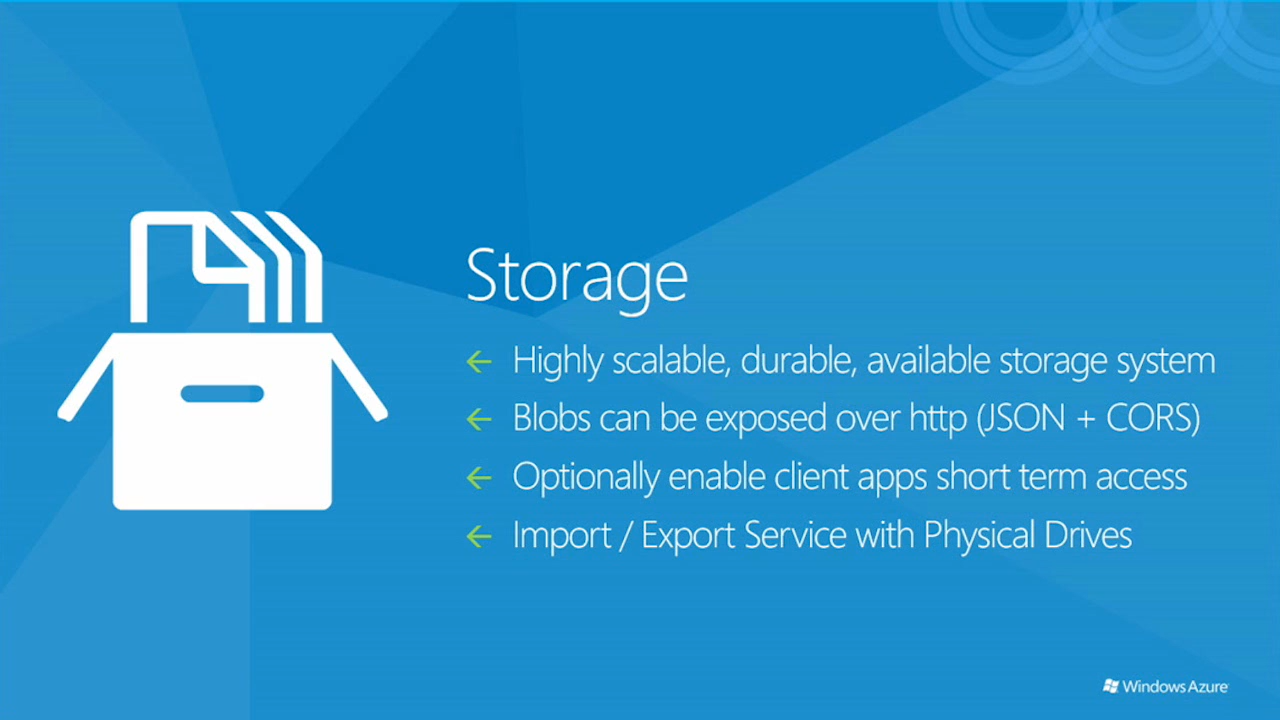 Storage
Highly scalable, durable, available storage system
Blobs can be exposed over http (JSON + CORS)
Optionally enable client apps short term access
Import / Export Service with Physical Drives
Windows Azure